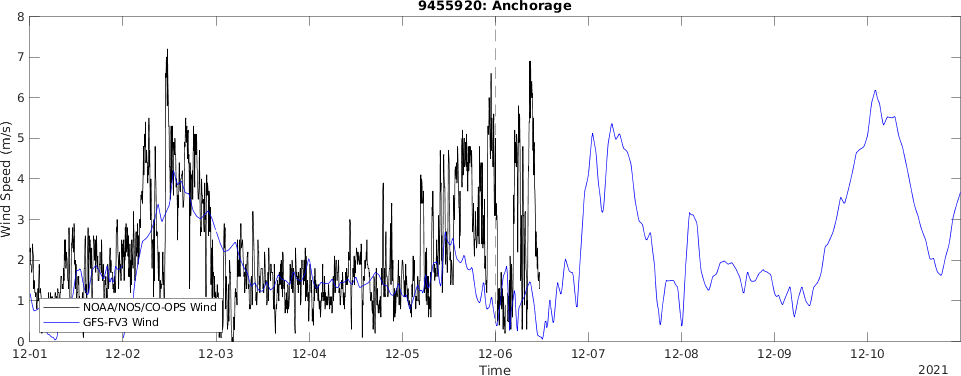 9455920: Anchorage
8
7
6
5
4
3
2
1
0
Wind Speed (m/s)
NOAA/NOS/CO-OPS Wind
GFS-FV3 Wind
12-01 12-02 12-03 12-04 12-05 12-06 12-07 12-08 12-09 12-10
Time
2021